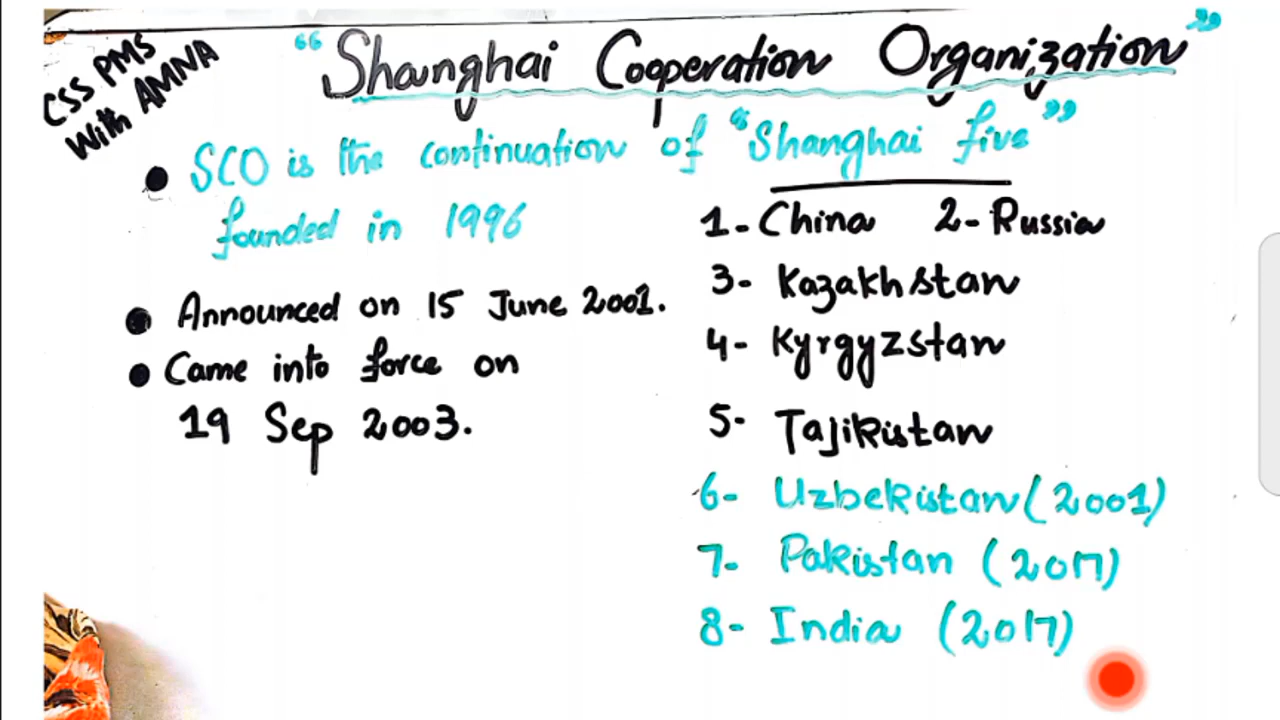 CSS PMS
With AMNA
"Shanghai Cooperation Organization"
• SCO is the continuation of "Shanghai five"
founded in 1996
• Announced on 15 June 2001.
• Came into force on
19 Sep 2003.
1- China 2- Russia
3- Kazakhstan
4- Kyrgyzstan
5- Tajikistan
6- Uzbekistan (2001)
7- Pakistan (2017)
8- India (2017)